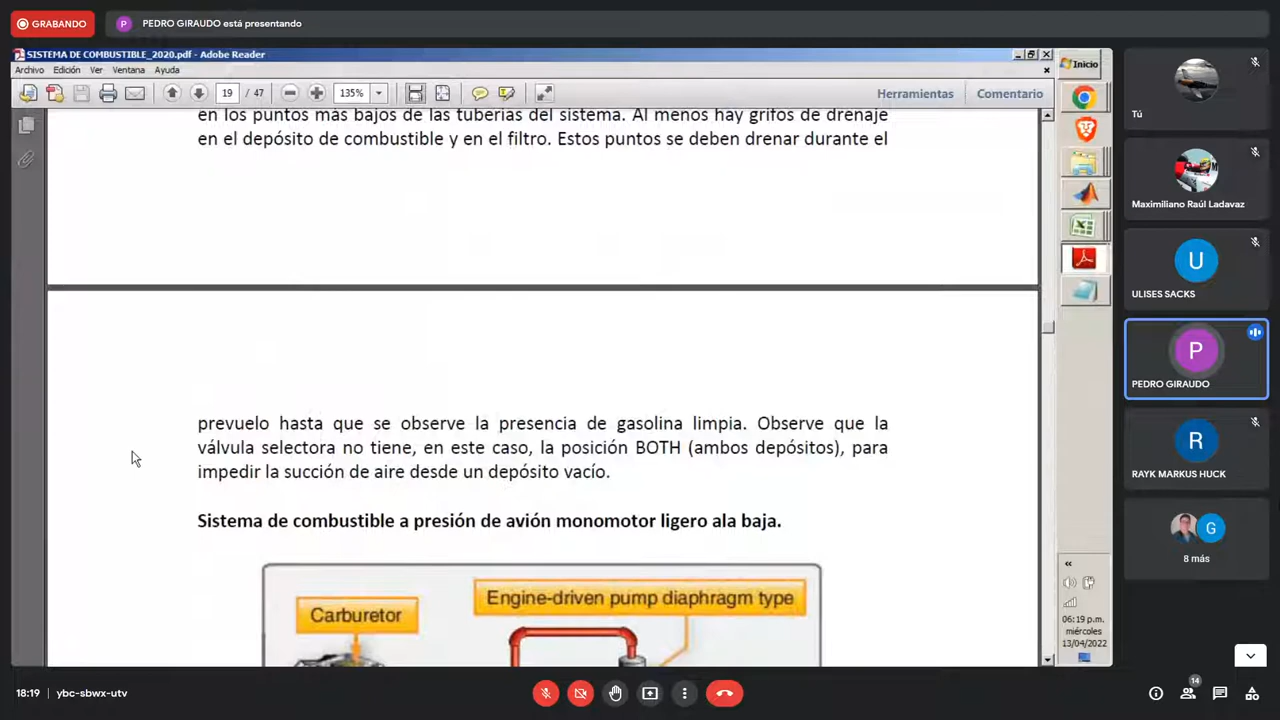 GRABANDO
PEDRO GIRAUDO está presentando
SISTEMA DE COMBUSTIBLE_2020.pdf - Adobe Reader
Archivo Edición Ver Ventana Ayuda
19 / 47 135% Herramientas Comentario
en los puntos más bajos de las tuberías del sistema. Al menos hay grifos de drenaje
en el depósito de combustible y en el filtro. Estos puntos se deben drenar durante el
prevuelo hasta que se observe la presencia de gasolina limpia. Observe que la
válvula selectora no tiene, en este caso, la posición BOTH (ambos depósitos), para
impedir la succión de aire desde un depósito vacío.
Sistema de combustible a presión de avión monomotor ligero ala baja.
Carburetor
Engine-driven pump diaphragm type
Inicio
06:19 p.m.
miércoles
13/04/2022
Tú
Maximiliano Raúl Ladavaz
U
ULISES SACKS
P
PEDRO GIRAUDO
R
RAYK MARKUS HUCK
G
8 más
18:19 ybc-sbwx-utv
14